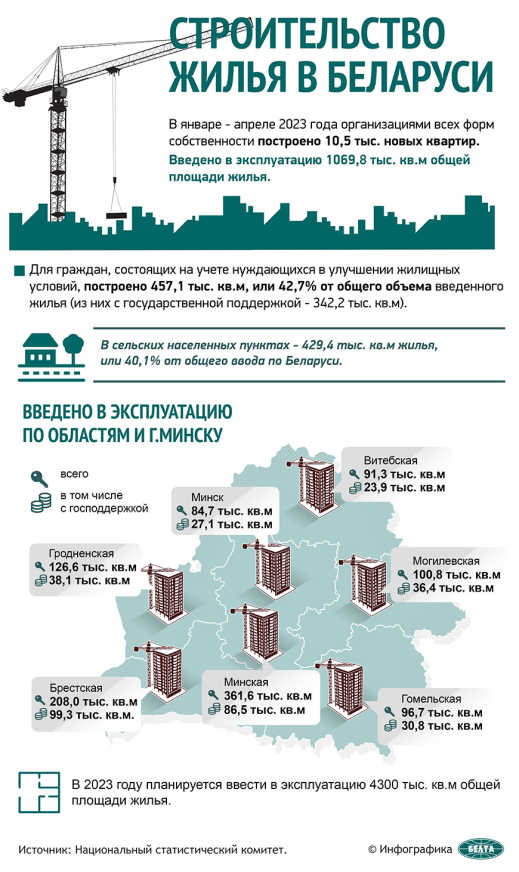 СТРОИТЕЛЬСТВО
ЖИЛЬЯ В БЕЛАРУСИ
В январе - апреле 2023 года организациями всех форм
собственности построено 10,5 тыс. новых квартир.
Введено в эксплуатацию 1069,8 тыс. кв.м общей
площади жилья.
Для граждан, состоящих на учете нуждающихся в улучшении жилищных
условий, построено 457,1 тыс. кв.м, или 42,7% от общего объема введенного
жилья (из них с государственной поддержкой - 342,2 тыс. кв.м).
В сельских населенных пунктах - 429,4 тыс. кв.м жилья,
или 40,1% от общего ввода по Беларуси.
ВВЕДЕНО В ЭКСПЛУАТАЦИЮ
ПО ОБЛАСТЯМ И Г.МИНСКУ
всего
в том числе
с господдержкой
Витебская
91,3 тыс. кв.м
23,9 тыс. кв.м
Минск
84,7 тыс. кв.м
27,1 тыс. кв.м
Гродненская
126,6 тыс. кв.м
38,1 тыс. кв.м
Могилевская
100,8 тыс. кв.м
36,4 тыс. кв.м
Брестская
208,0 тыс. кв.м
99,3 тыс. кв.м.
Минская
361,6 тыс. кв.м
86,5 тыс. кв.м
Гомельская
96,7 тыс. кв.м
30,8 тыс. кв.м
В 2023 году планируется ввести в эксплуатацию 4300 тыс. кв.м общей
площади жилья.
Источник: Национальный статистический комитет.
© Инфографика
БЕЛТА